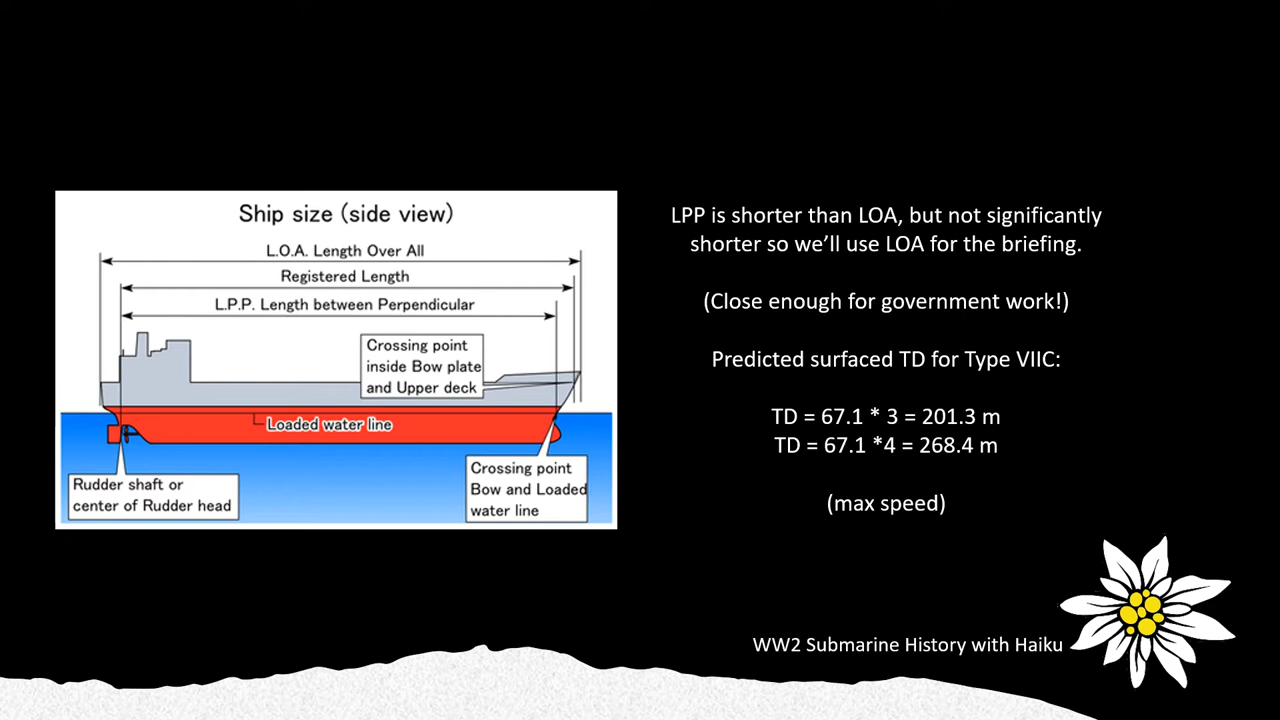 Ship size (side view)
L.O.A. Length Over All
Registered Length
L.P.P. Length between Perpendicular
Crossing point
inside Bow plate
and Upper deck
Loaded water line
Rudder shaft or
center of Rudder head
Crossing point
Bow and Loaded
water line
LPP is shorter than LOA, but not significantly
shorter so we’ll use LOA for the briefing.
(Close enough for government work!)
Predicted surfaced TD for Type VIIC:
TD = 67.1 * 3 = 201.3 m
TD = 67.1 *4 = 268.4 m
(max speed)
WW2 Submarine History with Haiku